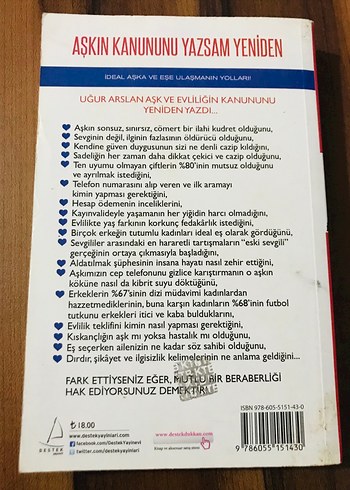 AŞKIN KANUNUNU YAZSAM YENİDEN
İDEAL AŞKA VE EŞE ULAŞMANIN YOLLARI!
UĞUR ARSLAN AŞK VE EVLİLİĞİN KANUNUNU
YENİDEN YAZDI...
Aşkın sonsuz, sınırsız, cömert bir ilahi kudret olduğunu,
Sevginin değil, ilginin fazlasının öldürücü olduğunu,
Kendine güven duygusunun sizi ne denli cazip kıldığını,
Sadeliğin her zaman daha dikkat çekici ve cazip olduğunu,
Ten uyumu olmayan çiftlerin %80'inin mutsuz olduğunu
ve ayrılmak istediğini,
Telefon numarasını alıp veren ve ilk aramayı
kimin yapması gerektiğini,
Hesap ödemenin inceliklerini,
Kayınvalideyle yaşamanın her yiğidin harcı olmadığını,
Evlilikte yaş farkının korkunç fedakârlık istediğini,
Birçok erkeğin tutumlu kadınları ideal eş olarak gördüğünü,
Sevgililer arasındaki en hararetli tartışmaların "eski sevgili"
gerçeğinin ortaya çıkmasıyla başladığını,
Aldatılmak şüphesinin insana hayatı nasıl zehir ettiğini,
Aşkımızın cep telefonunu gizlice karıştırmanın o aşkın
köküne nasıl da kibrit suyu döktüğünü,
Erkeklerin %67'sinin dizi müdavimi kadınlardan
hazzetmediklerinin, buna karşın kadınların %68'inin futbol
tutkunu erkekleri itici ve kaba bulduklarını,
Evlilik teklifini kimin nasıl yapması gerektiğini,
Kıskançlığın aşk mı yoksa hastalık mı olduğunu,
Eş seçerken ailenizin ne kadar söz sahibi olduğunu,
Dırdır, şikâyet ve ilgisizlik kelimelerinin ne anlama geldiğini...
FARK ETTİYSENİZ EĞER, MUTLU BİR BERABERLİĞİ
HAK EDİYORSUNUZ DEMEKTİR!
ISBN 978-605-5151-43-0
₺ 18.00
DESTEK
www.destekyayinlari.com
facebook.com/DestekYayinevi
twitter.com/destekyayinlari
www.destekdukkan.com
9 786055 151430